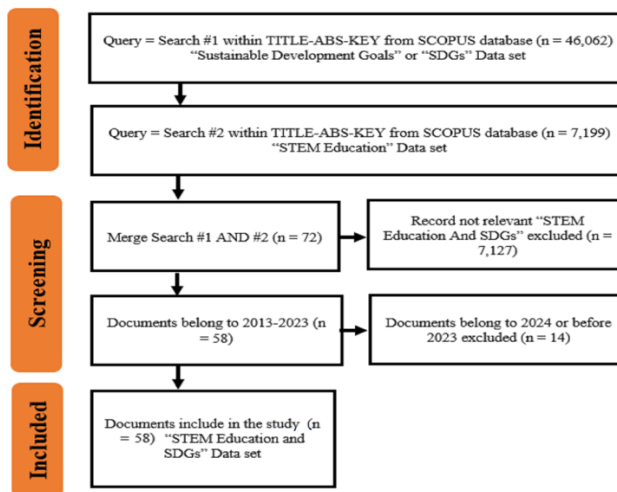 Identification
Query = Search #1 within TITLE-ABS-KEY from SCOPUS database (n = 46,062)
“Sustainable Development Goals” or “SDGs” Data set
Query = Search #2 within TITLE-ABS-KEY from SCOPUS database (n = 7,199)
“STEM Education” Data set
Screening
Merge Search #1 AND #2 (n = 72)
Record not relevant “STEM
Education And SDGs” excluded (n =
7,127)
Documents belong to 2013-2023 (n
= 58)
Documents belong to 2024 or before
2023 excluded (n = 14)
Included
Documents include in the study (n
= 58) “STEM Education and
SDGs” Data set